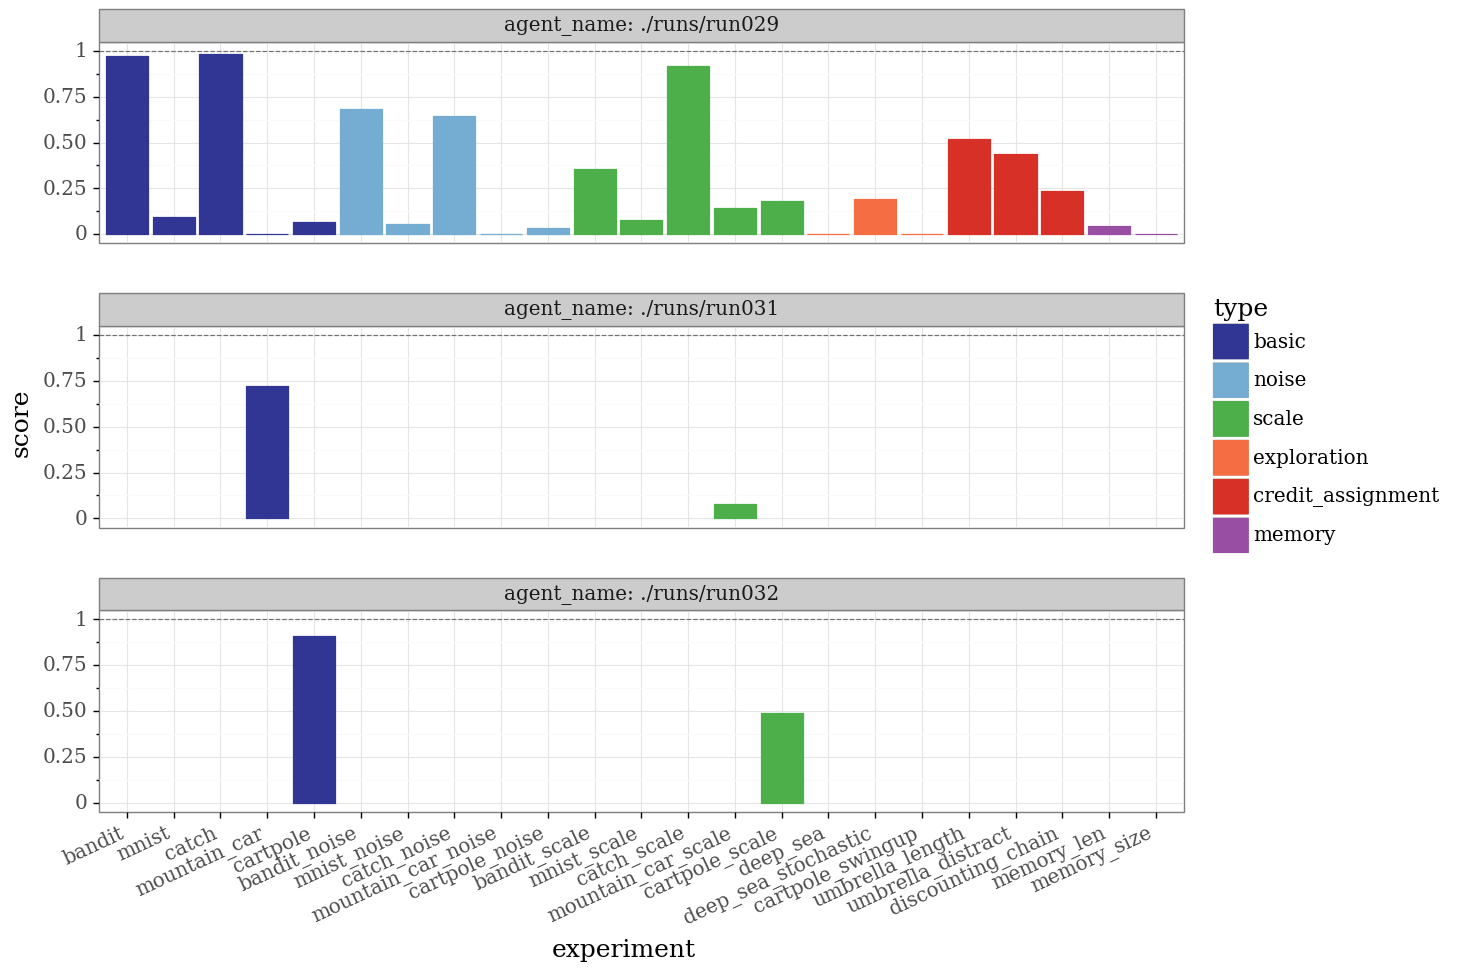 agent_name: ./runs/run029
1
0.75
0.50
0.25
0
agent_name: ./runs/run031
1
0.75
0.50
0.25
0
agent_name: ./runs/run032
1
0.75
0.50
0.25
0
score
bandit
mnist
catch
mountain_car
cartpole
bandit_noise
mnist_noise
catch_noise
mountain_car_noise
cartpole_noise
bandit_scale
mnist_scale
catch_scale
mountain_car_scale
cartpole_scale
deep_sea
deep_sea_stochastic
cartpole_swingup
umbrella_length
umbrella_distract
discounting_chain
memory_len
memory_size
experiment
type
basic
noise
scale
exploration
credit_assignment
memory